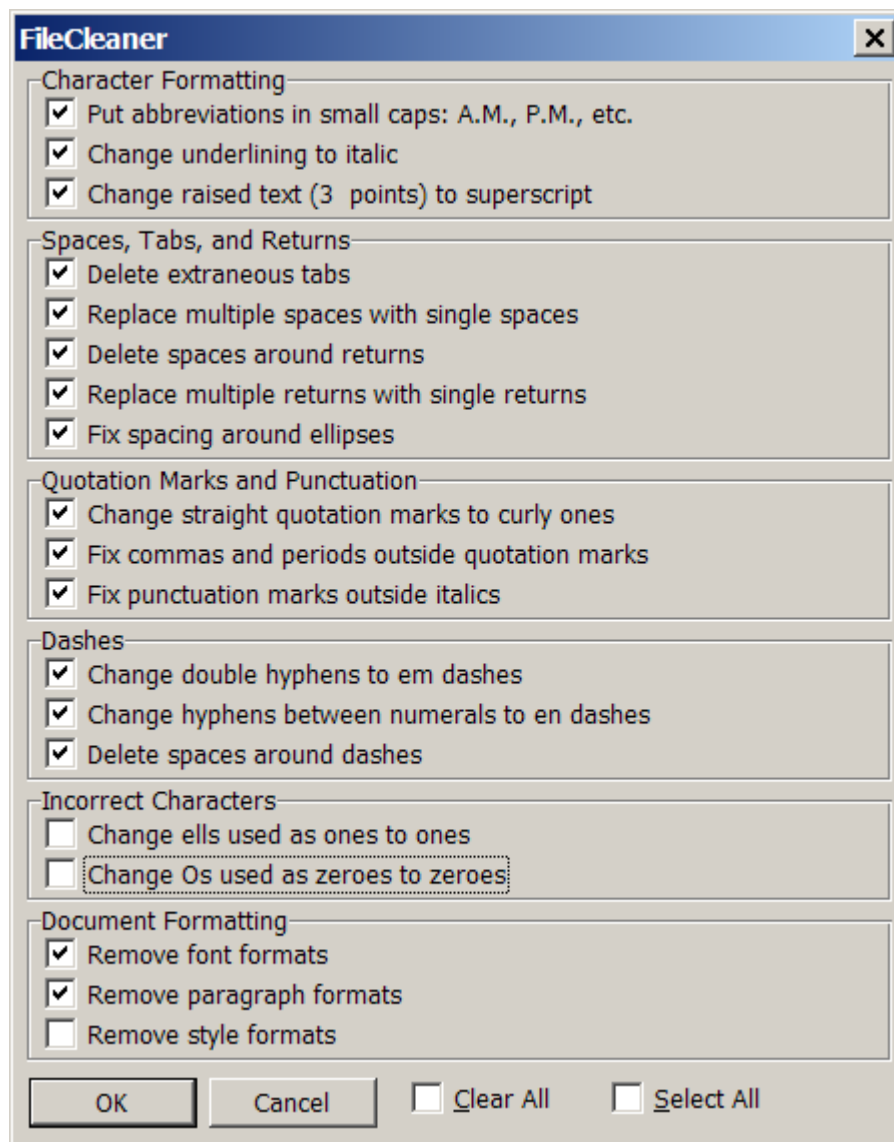 FileCleaner
Character Formatting
Put abbreviations in small caps: A.M., P.M., etc.
Change underlining to italic
Change raised text (3  points) to superscript
Spaces, Tabs, and Returns
Delete extraneous tabs
Replace multiple spaces with single spaces
Delete spaces around returns
Replace multiple returns with single returns
Fix spacing around ellipses
Quotation Marks and Punctuation
Change straight quotation marks to curly ones
Fix commas and periods outside quotation marks
Fix punctuation marks outside italics
Dashes
Change double hyphens to em dashes
Change hyphens between numerals to en dashes
Delete spaces around dashes
Incorrect Characters
Change ells used as ones to ones
Change Os used as zeroes to zeroes
Document Formatting
Remove font formats
Remove paragraph formats
Remove style formats
OK Cancel Clear All Select All